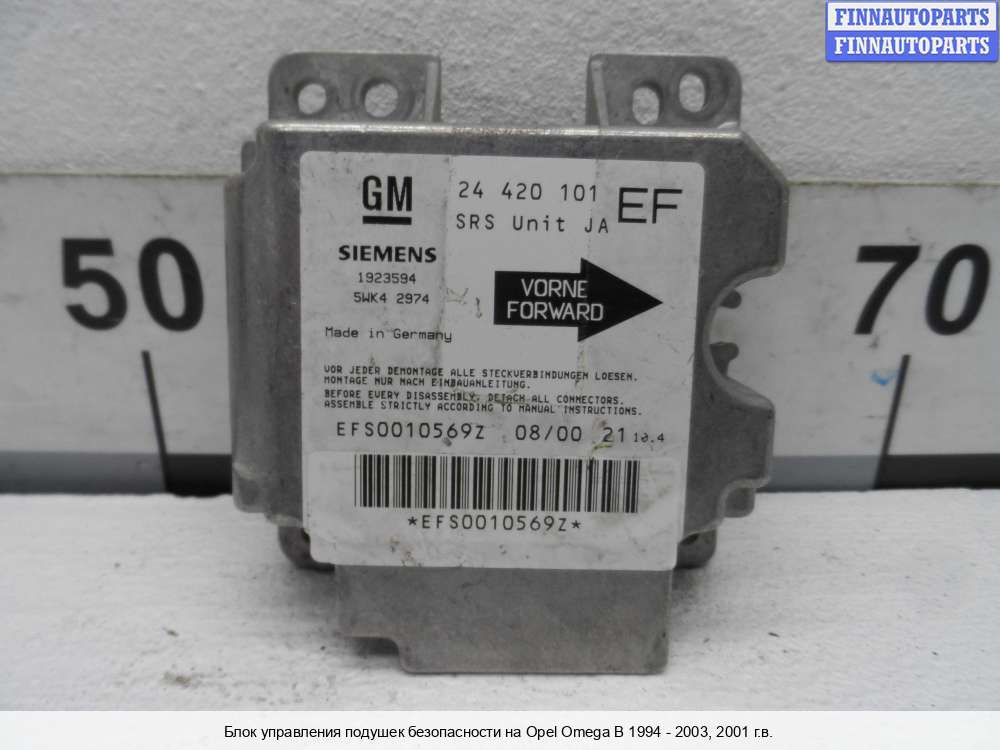 FINNAUTOPARTS
FINNAUTOPARTS
GM
24 420 101
EF
SRS Unit JA
SIEMENS
1923594
5WK4 2974
VORNE
FORWARD
Made in Germany
VOR JEDER DEMONTAGE ALLE STECKVERBINDUNGEN LOESEN.
MONTAGE NUR NACH EINBAUANLEITUNG.
BEFORE EVERY DISASSEMBLY, DETACH ALL CONNECTORS.
ASSEMBLE STRICTLY ACCORDING TO MANUAL INSTRUCTIONS.
EFS0010569Z 08/00 21
*EFS0010569Z*
50
70
Блок управления подушек безопасности на Opel Omega B 1994 - 2003, 2001 г.в.